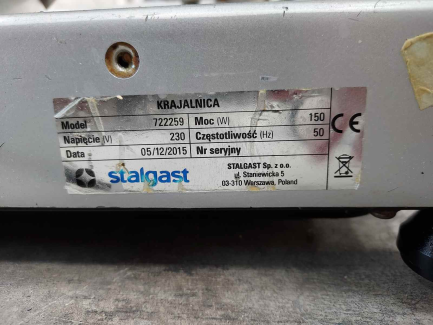 KRAJALNICA
Model 722259 Moc (W) 150
Napięcie (V) 230 Częstotliwość (Hz) 50
Data 05/12/2015 Nr seryjny
CE
stalgast
STALGAST Sp. z o.o.
ul. Staniewicka 5
03-310 Warszawa, Poland